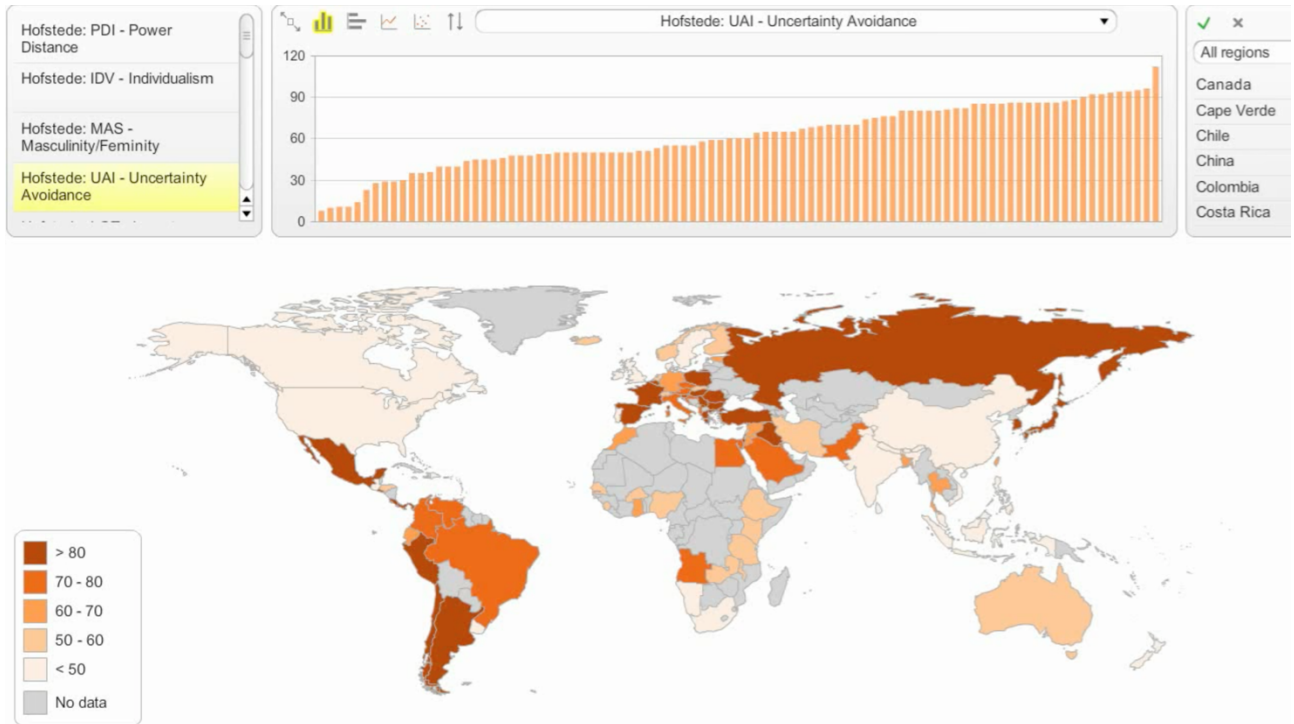 Hofstede: PDI - Power
Distance
Hofstede: IDV - Individualism
Hofstede: MAS -
Masculinity/Feminity
Hofstede: UAI - Uncertainty
Avoidance
Hofstede: UAI - Uncertainty Avoidance
120
90
60
30
0
All regions
Canada
Cape Verde
Chile
China
Colombia
Costa Rica
> 80
70 - 80
60 - 70
50 - 60
< 50
No data